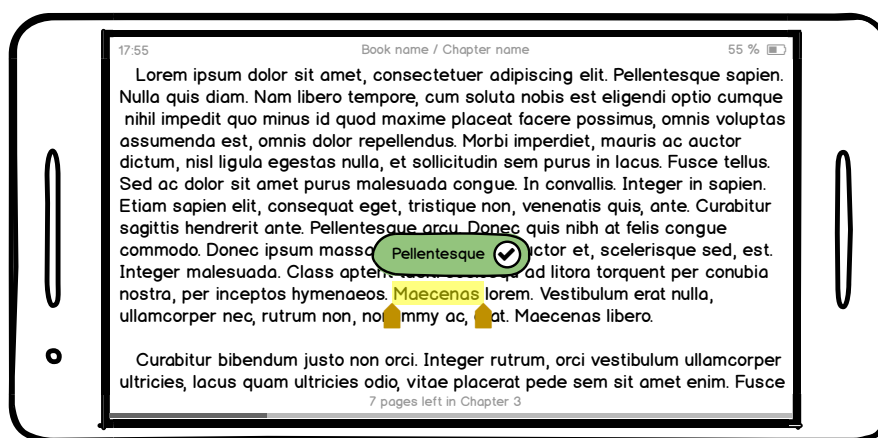 17:55 Book name / Chapter name 55 %
Lorem ipsum dolor sit amet, consectetuer adipiscing elit. Pellentesque sapien.
Nulla quis diam. Nam libero tempore, cum soluta nobis est eligendi optio cumque
nihil impedit quo minus id quod maxime placeat facere possimus, omnis voluptas
assumenda est, omnis dolor repellendus. Morbi imperdiet, mauris ac auctor
dictum, nisl ligula egestas nulla, et sollicitudin sem purus in lacus. Fusce tellus.
Sed ac dolor sit amet purus malesuada congue. In convallis. Integer in sapien.
Etiam sapien elit, consequat eget, tristique non, venenatis quis, ante. Curabitur
sagittis hendrerit ante. Pellentesque arcu. Donec quis nibh at felis congue
commodo. Donec ipsum massa et, scelerisque sed, est.
Pellentesque
Integer malesuada. Class aptent ad litora torquent per conubia
nostra, per inceptos hymenaeos. Maecenas lorem. Vestibulum erat nulla,
ullamcorper nec, rutrum non, ac, Maecenas libero.
Curabitur bibendum justo non orci. Integer rutrum, orci vestibulum ullamcorper
ultricies, lacus quam ultricies odio, vitae placerat pede sem sit amet enim. Fusce
7 pages left in Chapter 3